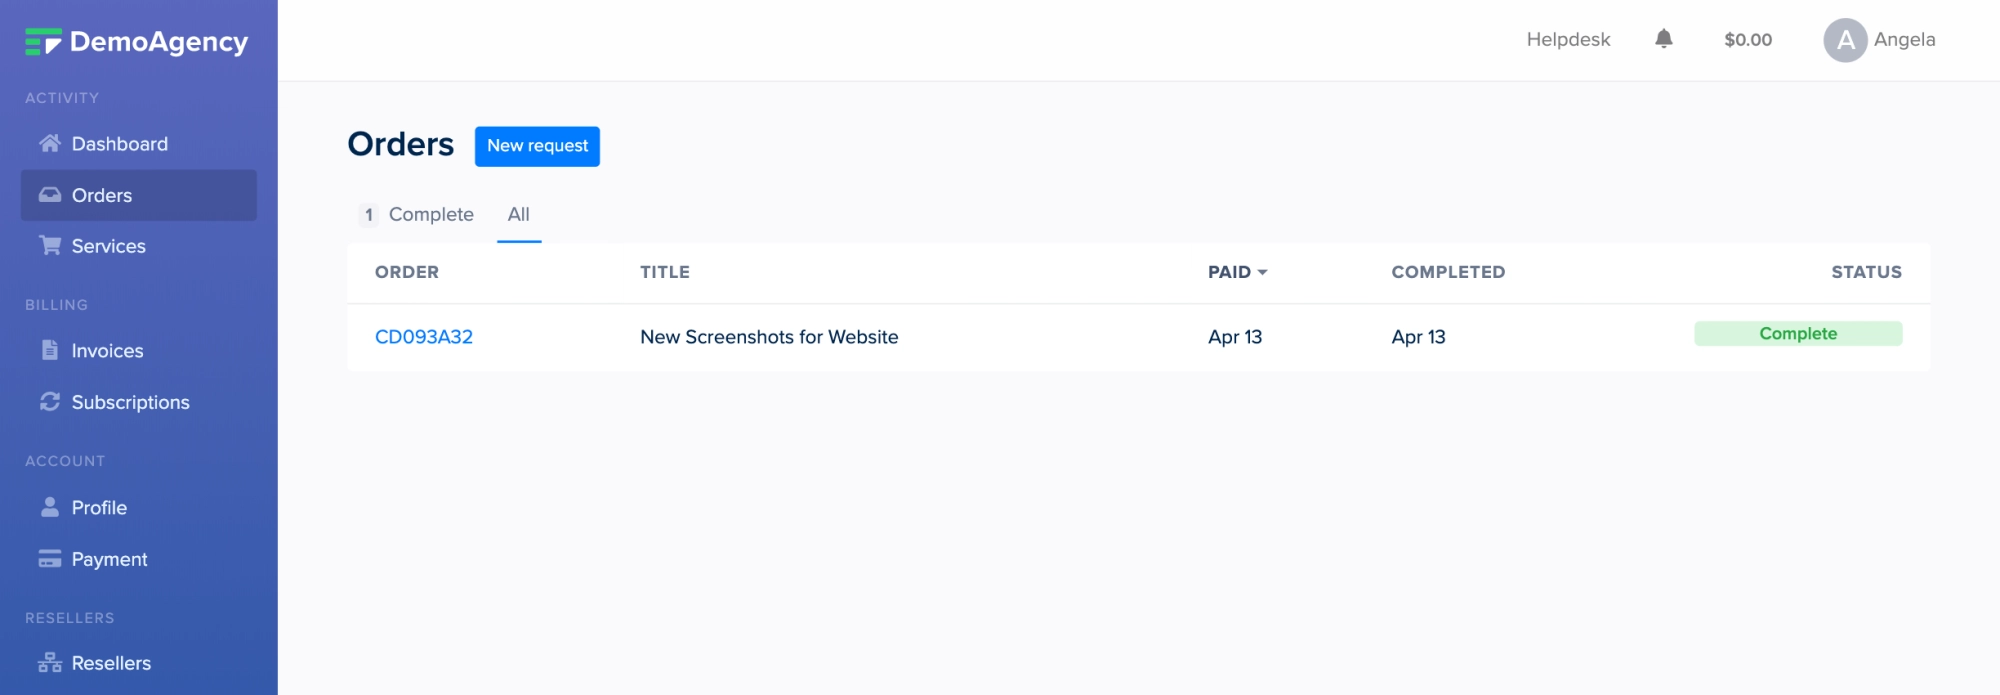 DemoAgency
Helpdesk $0.00 A Angela
ACTIVITY
Dashboard
Orders
Services
BILLING
Invoices
Subscriptions
ACCOUNT
Profile
Payment
RESELLERS
Resellers
Orders New request
1 Complete All
ORDER TITLE PAID COMPLETED STATUS
CD093A32 New Screenshots for Website Apr 13 Apr 13 Complete